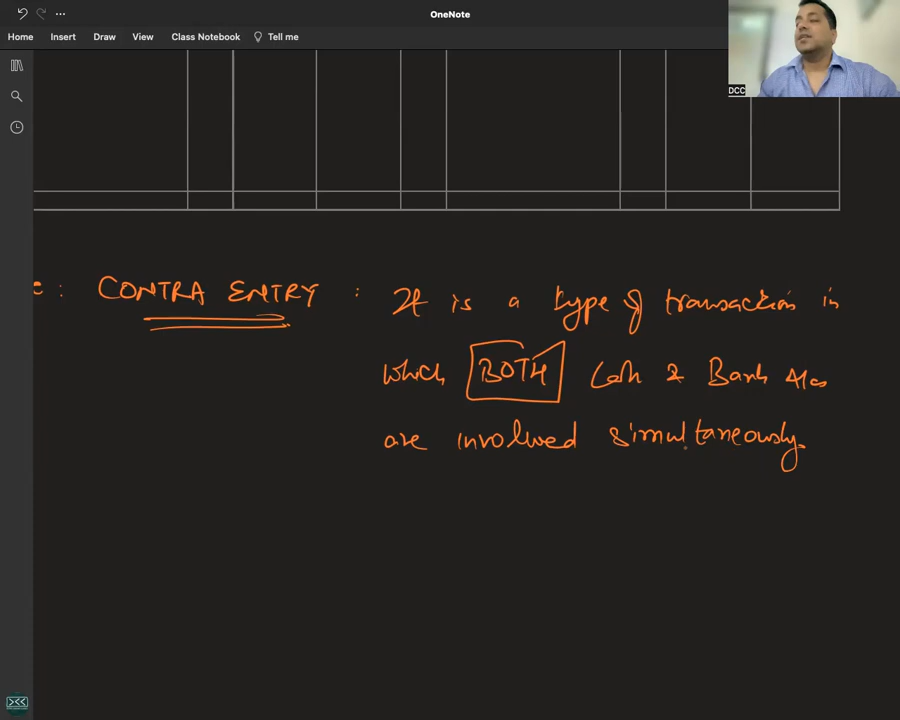 OneNote
Home Insert Draw View Class Notebook Tell me
DCC
: CONTRA ENTRY : It is a type of transaction in
which BOTH Cash & Bank A/cs
are involved simultaneously.